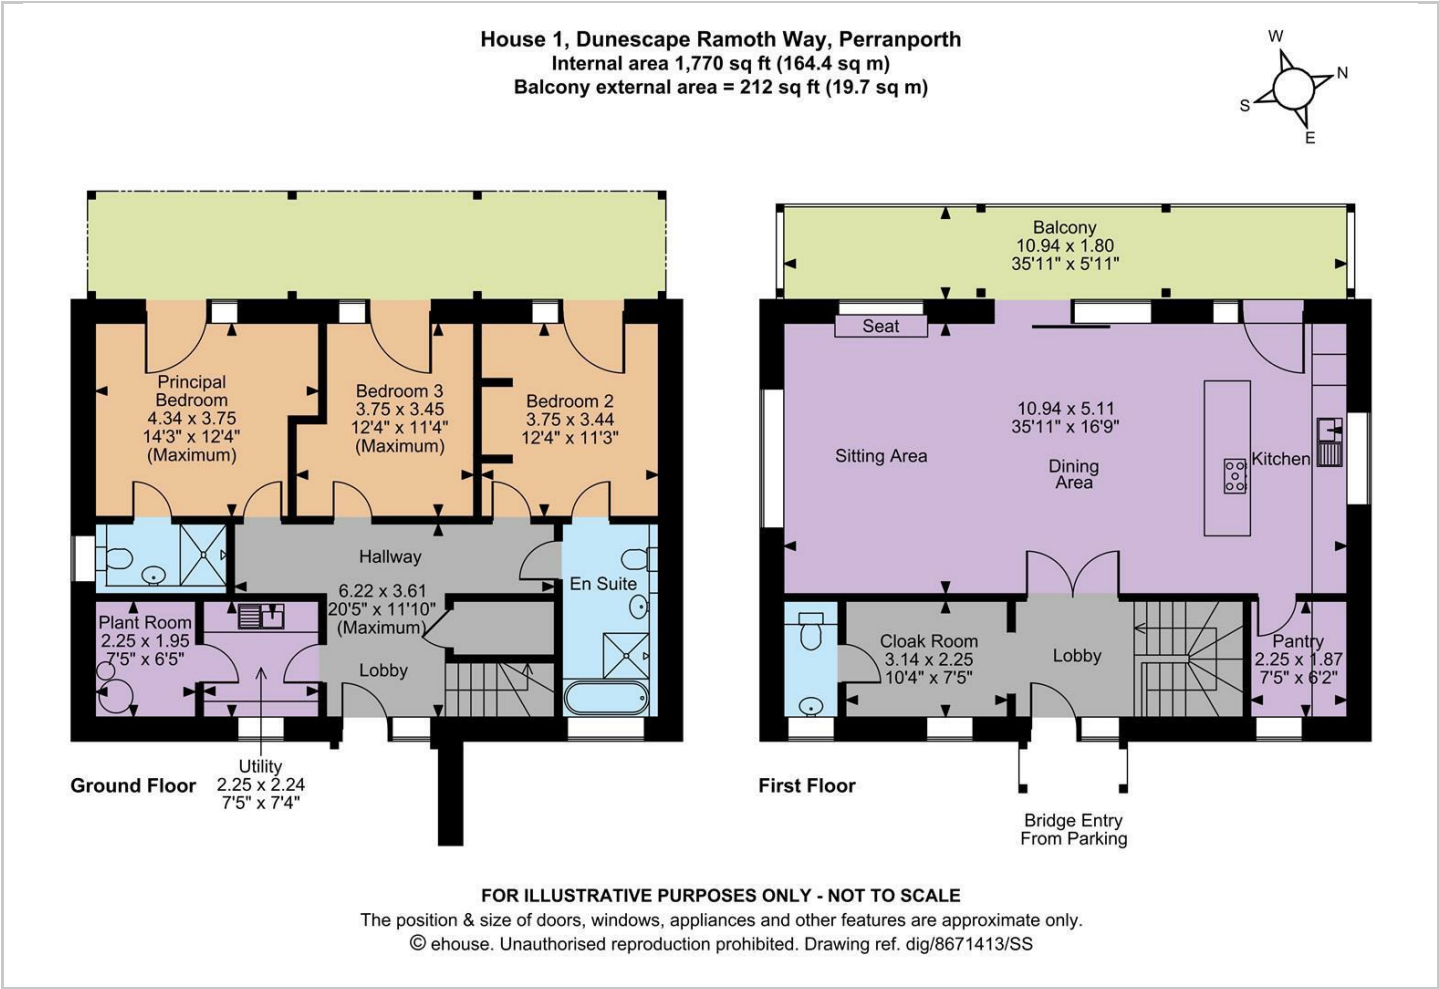 House 1, Dunescape Ramoth Way, Perranporth
Internal area 1,770 sq ft (164.4 sq m)
Balcony external area = 212 sq ft (19.7 sq m)
W
N
S
E
Principal
Bedroom
4.34 x 3.75
14'3" x 12'4"
(Maximum)
Bedroom 3
3.75 x 3.45
12'4" x 11'4"
(Maximum)
Bedroom 2
3.75 x 3.44
12'4" x 11'3"
Hallway
6.22 x 3.61
20'5" x 11'10"
(Maximum)
Lobby
En Suite
Plant Room
2.25 x 1.95
7'5" x 6'5"
Utility
2.25 x 2.24
7'5" x 7'4"
Ground Floor
Balcony
10.94 x 1.80
35'11" x 5'11"
Seat
10.94 x 5.11
35'11" x 16'9"
Sitting Area
Dining
Area
Kitchen
Cloak Room
3.14 x 2.25
10'4" x 7'5"
Lobby
Pantry
2.25 x 1.87
7'5" x 6'2"
First Floor
Bridge Entry
From Parking
FOR ILLUSTRATIVE PURPOSES ONLY - NOT TO SCALE
The position & size of doors, windows, appliances and other features are approximate only.
© ehouse. Unauthorised reproduction prohibited. Drawing ref. dig/8671413/SS